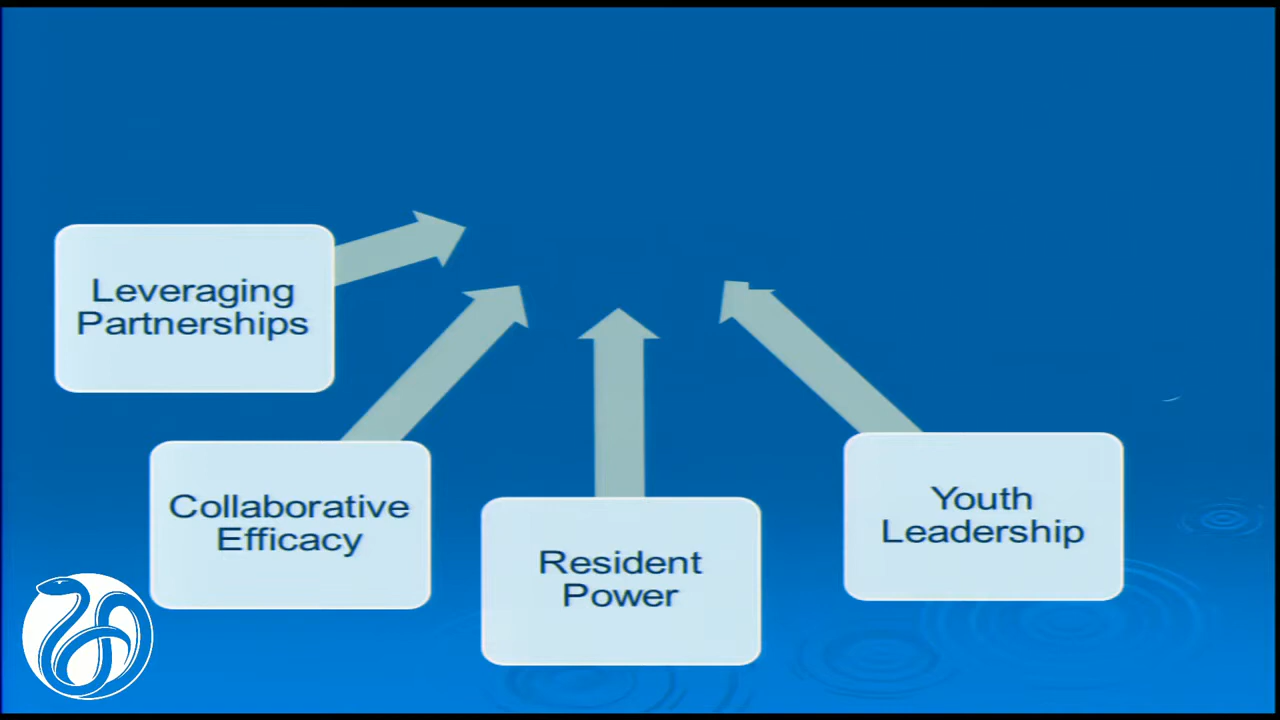 Leveraging
Partnerships
Collaborative
Efficacy
Resident
Power
Youth
Leadership